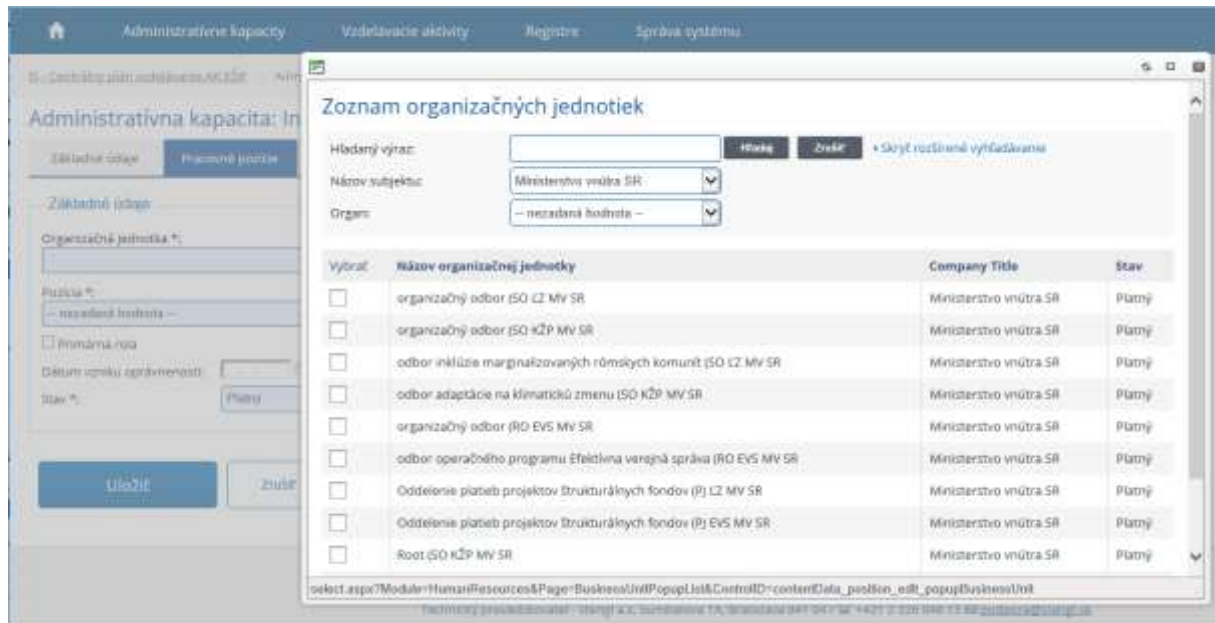 Administratívne kapacity Vzdelávacie aktivity Registre Správa systému
Administratívna kapacita: In
Základné údaje Pracovné pozície
Základné údaje
Organizačná jednotka *:
Pozícia *:
-- nezadaná hodnota --
Primárna rola
Dátum vzniku oprávnenosti:
Stav *: Platný
Uložiť Zrušiť
Zoznam organizačných jednotiek
Hľadaný výraz: Hľadaj Zrušiť Skryť rozšírené vyhľadávanie
Názov subjektu: Ministerstvo vnútra SR
Orgán: -- nezadaná hodnota --
Vybrať Názov organizačnej jednotky Company Title Stav
organizačný odbor (SO ĽZ MV SR Ministerstvo vnútra SR Platný
organizačný odbor (SO KŽP MV SR Ministerstvo vnútra SR Platný
odbor inklúzie marginalizovaných rómskych komunít (SO ĽZ MV SR Ministerstvo vnútra SR Platný
odbor adaptácie na klimatickú zmenu (SO KŽP MV SR Ministerstvo vnútra SR Platný
organizačný odbor (RO EVS MV SR Ministerstvo vnútra SR Platný
odbor operačného programu Efektívna verejná správa (RO EVS MV SR Ministerstvo vnútra SR Platný
Oddelenie platieb projektov štrukturálnych fondov (PJ ĽZ MV SR Ministerstvo vnútra SR Platný
Oddelenie platieb projektov štrukturálnych fondov (PJ EVS MV SR Ministerstvo vnútra SR Platný
Root (SO KŽP MV SR Ministerstvo vnútra SR Platný
select.aspx?Module=HumanResources&Page=BusinessUnitPopupList&ControlID=contentData_position_edit_popupBusinessUnit